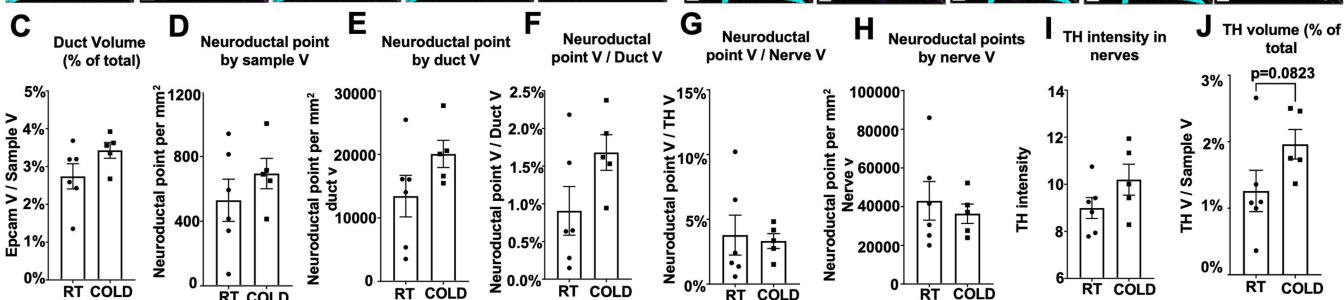 C
Duct Volume
(% of total)
Epcam V / Sample V
5%
4%
3%
2%
1%
0%
RT COLD
D
Neuroductal point
by sample V
Neuroductal point per mm²
1200
800
400
0
RT COLD
E
Neuroductal point
by duct V
Neuroductal point per mm²
duct v
30000
20000
10000
0
RT COLD
F
Neuroductal
point V / Duct V
Neuroductal point V / Duct V
2.5%
2.0%
1.5%
1.0%
0.5%
0.0%
RT COLD
G
Neuroductal
point V / Nerve V
Neuroductal point V / TH V
15%
10%
5%
0%
RT COLD
H
Neuroductal points
by nerve V
Neuroductal point per mm²
Nerve v
100000
80000
60000
40000
20000
0
RT COLD
I
TH intensity in
nerves
TH intensity
14
12
10
8
6
RT COLD
J
TH volume (% of
total
p=0.0823
TH V / Sample V
3%
2%
1%
0%
RT COLD